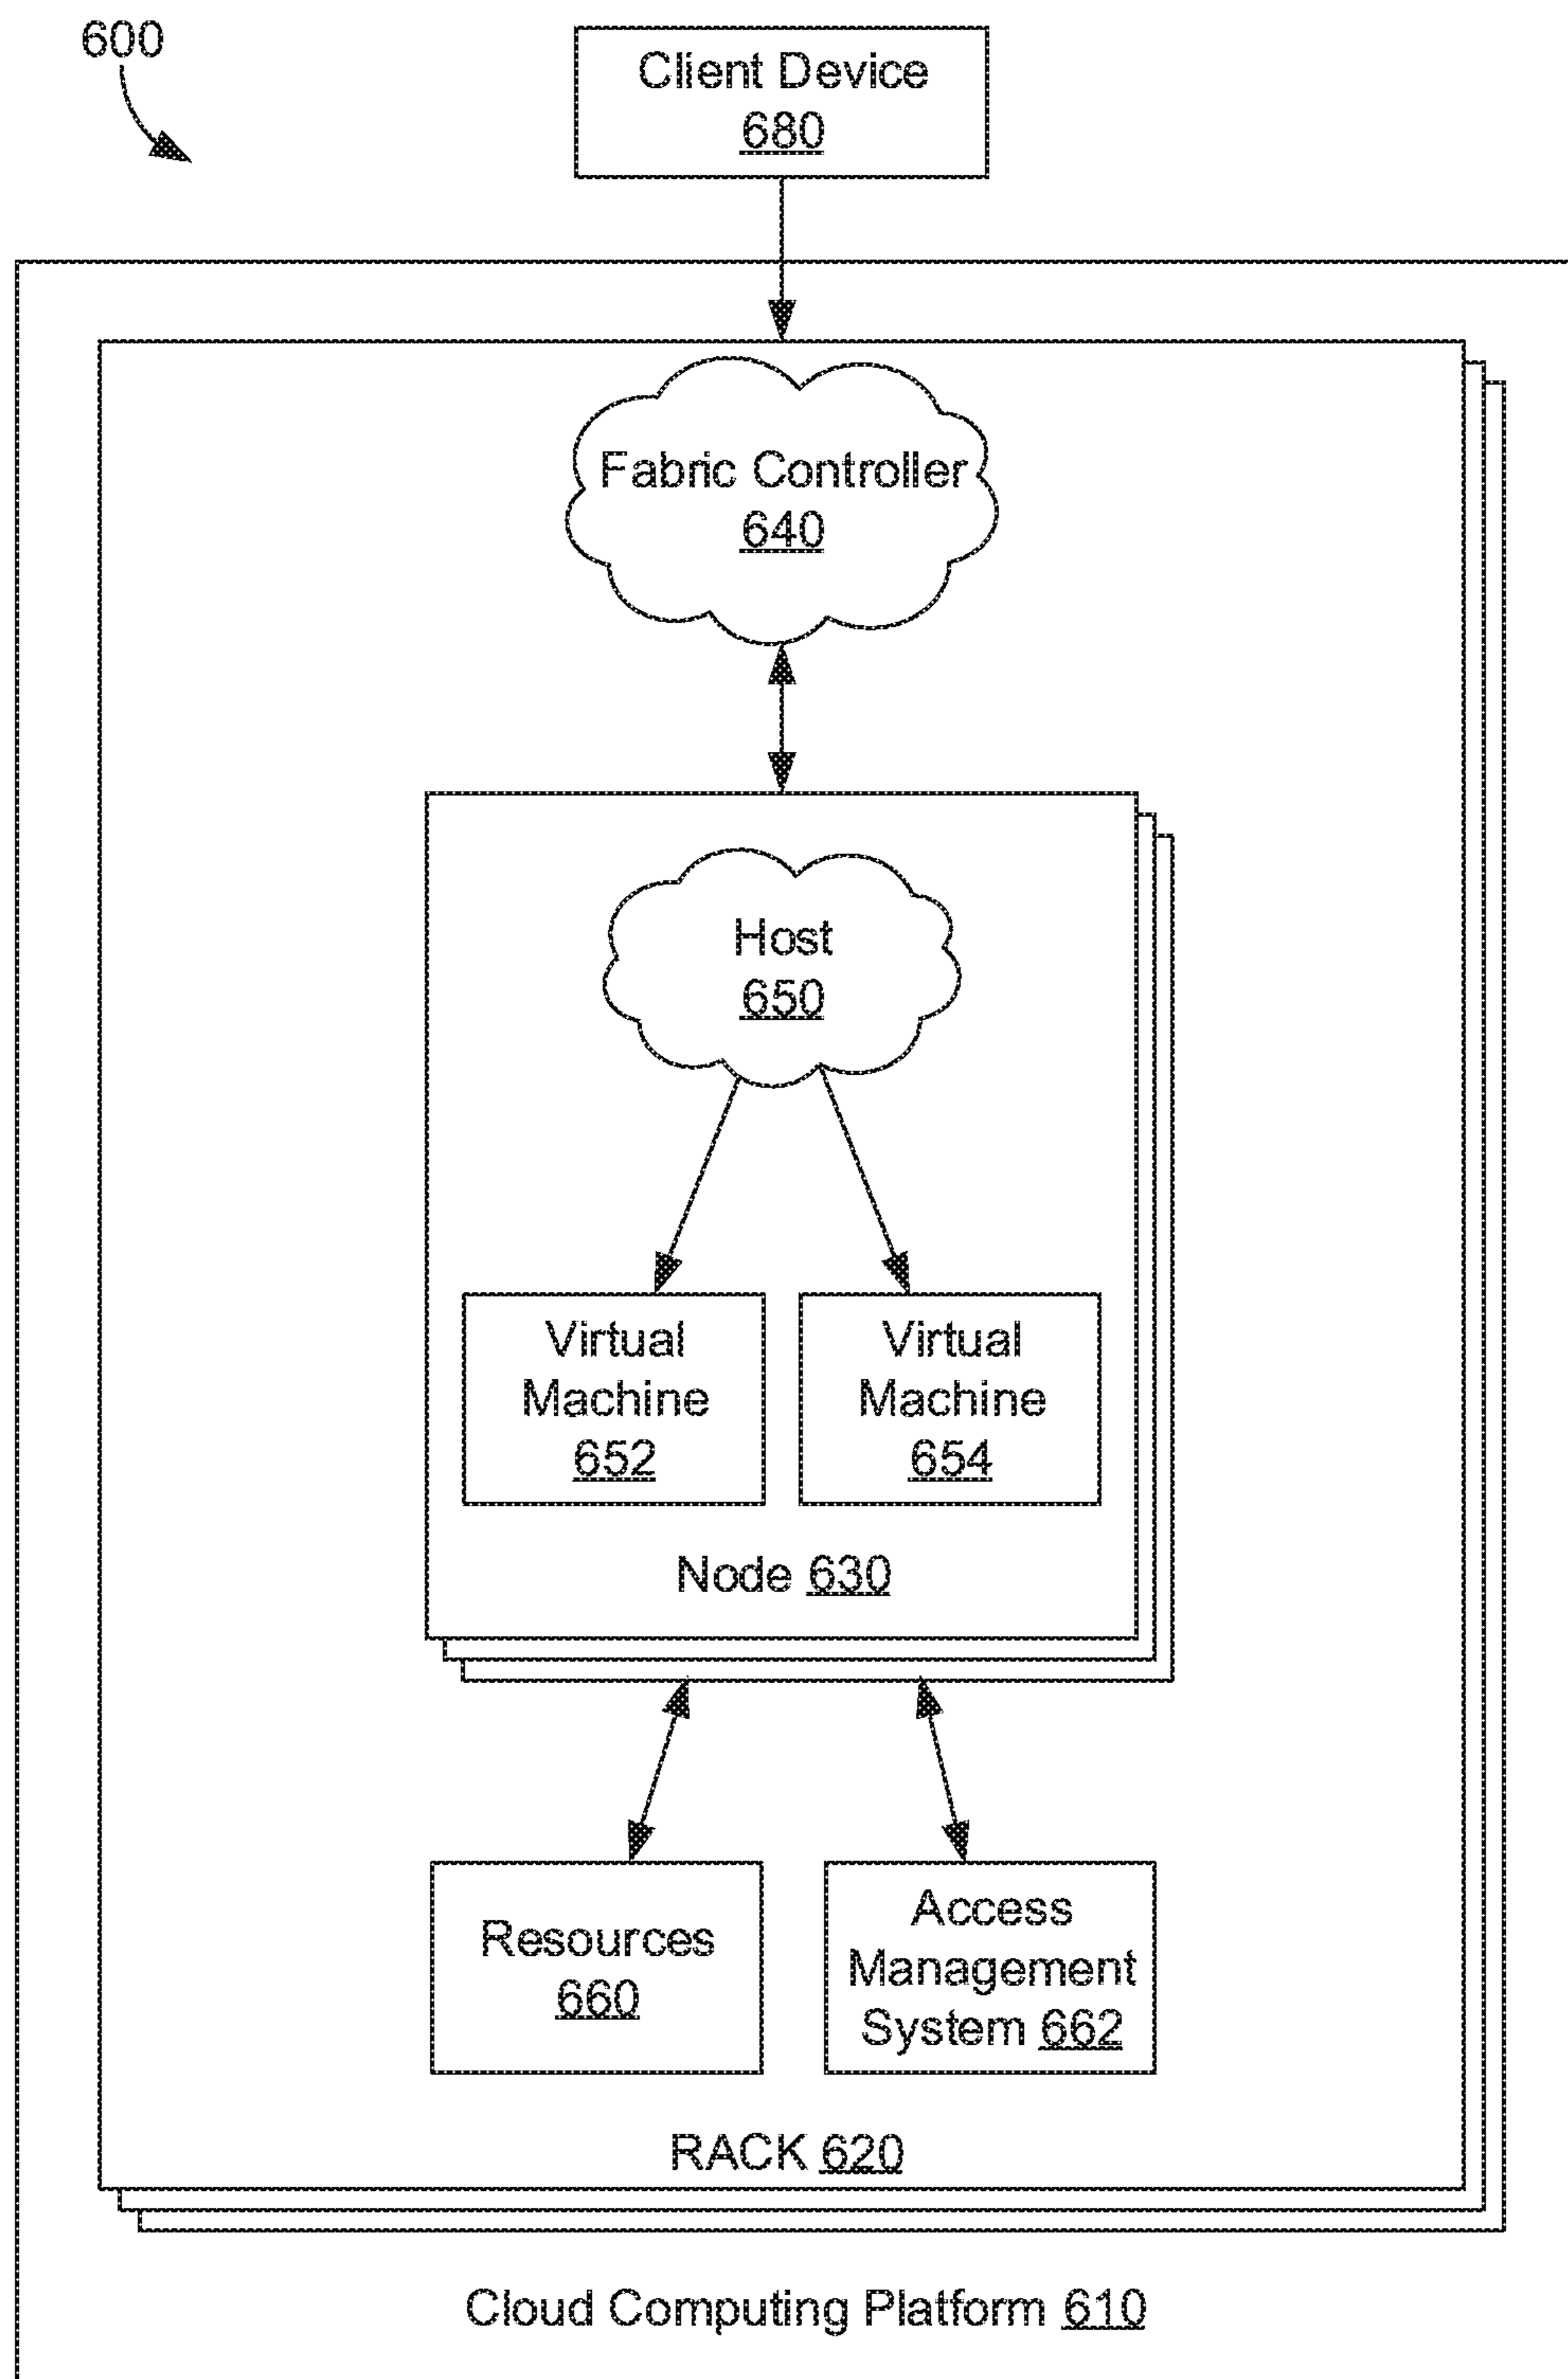 600
Client Device
680
Fabric Controller
640
Host
650
Virtual
Machine
652
Virtual
Machine
654
Node 630
Resources
660
Access
Management
System 662
RACK 620
Cloud Computing Platform 610